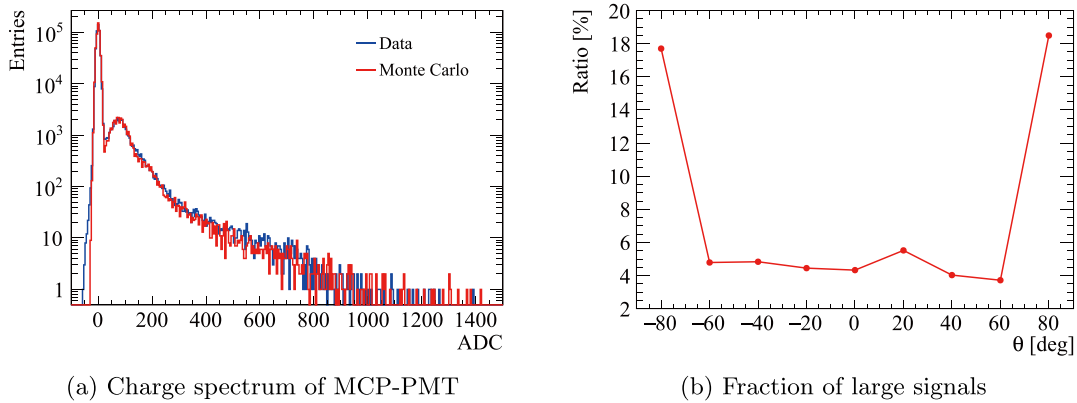 Entries
10^5
10^4
10^3
10^2
10
1
Data
Monte Carlo
0 200 400 600 800 1000 1200 1400
ADC
(a) Charge spectrum of MCP-PMT
Ratio [%]
20
18
16
14
12
10
8
6
4
2
−80 −60 −40 −20 0 20 40 60 80
θ [deg]
(b) Fraction of large signals